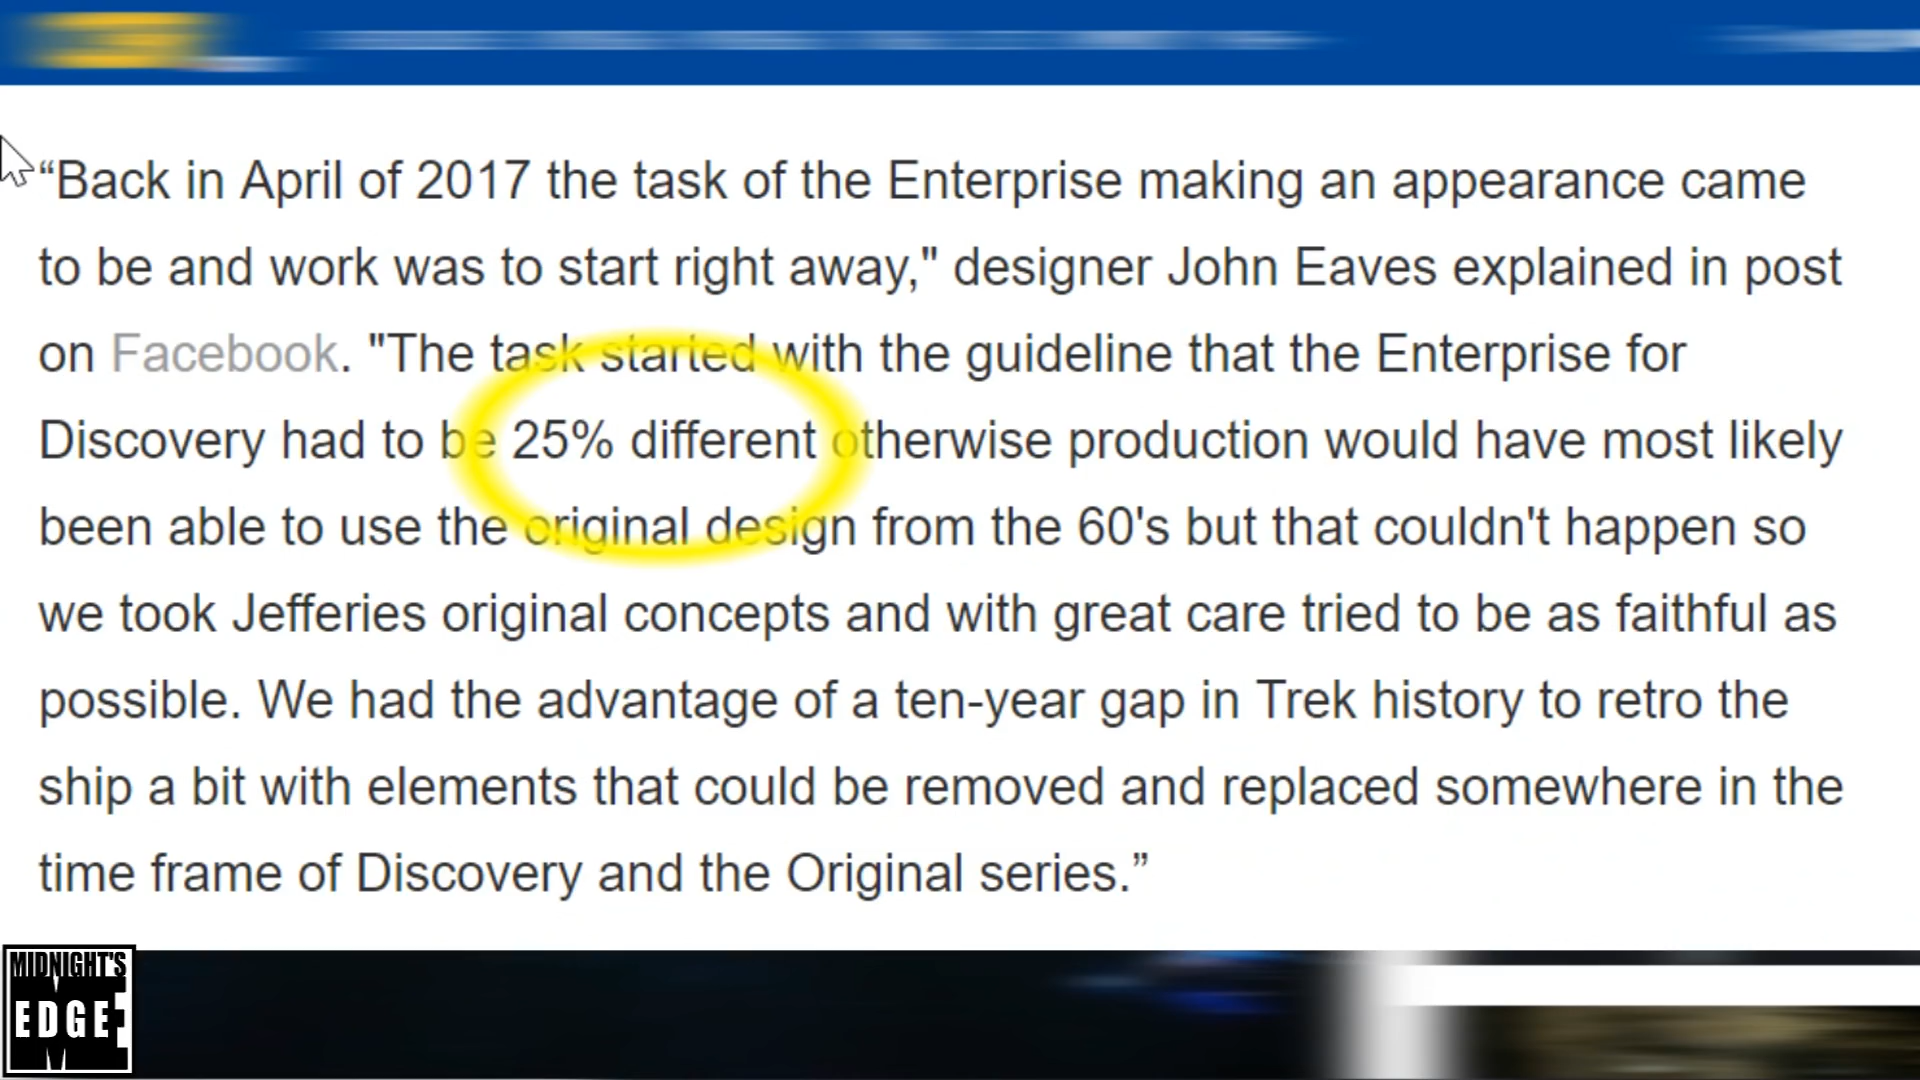 “Back in April of 2017 the task of the Enterprise making an appearance came
to be and work was to start right away," designer John Eaves explained in post
on Facebook. "The task started with the guideline that the Enterprise for
Discovery had to be 25% different otherwise production would have most likely
been able to use the original design from the 60's but that couldn't happen so
we took Jefferies original concepts and with great care tried to be as faithful as
possible. We had the advantage of a ten-year gap in Trek history to retro the
ship a bit with elements that could be removed and replaced somewhere in the
time frame of Discovery and the Original series.”
MIDNIGHT'S
EDGE